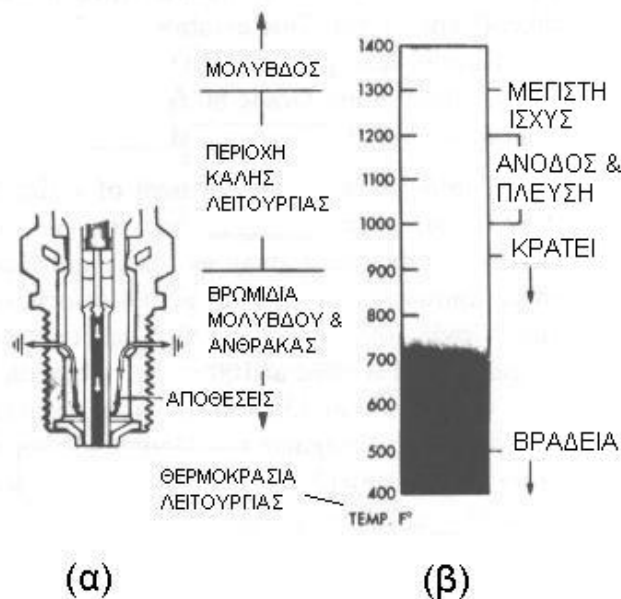 ΜΟΛΥΒΔΟΣ
ΠΕΡΙΟΧΗ
ΚΑΛΗΣ
ΛΕΙΤΟΥΡΓΙΑΣ
ΒΡΩΜΙΔΙΑ
ΜΟΛΥΒΔΟΥ &
ΑΝΘΡΑΚΑΣ
ΑΠΟΘΕΣΕΙΣ
ΘΕΡΜΟΚΡΑΣΙΑ
ΛΕΙΤΟΥΡΓΙΑΣ
(α)
1400
1300
1200
1100
1000
900
800
700
600
500
400
TEMP. F°
ΜΕΓΙΣΤΗ
ΙΣΧΥΣ
ΑΝΟΔΟΣ &
ΠΛΕΥΣΗ
ΚΡΑΤΕΙ
ΒΡΑΔΕΙΑ
(β)